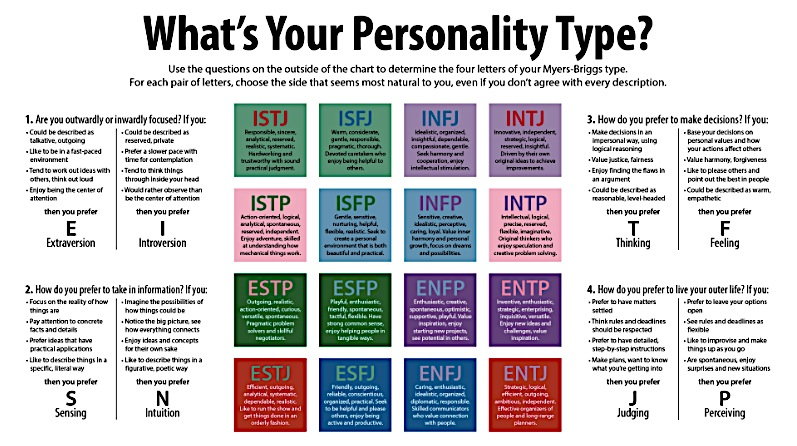 What's Your Personality Type?
Use the questions on the outside of the chart to determine the four letters of your Myers-Briggs type.
For each pair of letters, choose the side that seems most natural to you, even if you don't agree with every description.
1. Are you outwardly or inwardly focused? If you:
• Could be described as
talkative, outgoing
• Like to be in a fast-paced
environment
• Tend to work out ideas with
others, think out loud
• Enjoy being the center of
attention
then you prefer
E
Extraversion
• Could be described as
reserved, private
• Prefer a slower pace with
time for contemplation
• Tend to think things
through inside your head
• Would rather observe than
be the center of attention
then you prefer
I
Introversion
2. How do you prefer to take in information? If you:
• Focus on the reality of how
things are
• Pay attention to concrete
facts and details
• Prefer ideas that have
practical applications
• Like to describe things in a
specific, literal way
then you prefer
S
Sensing
• Imagine the possibilities of
how things could be
• Notice the big picture, see
how everything connects
• Enjoy ideas and concepts
for their own sake
• Like to describe things in a
figurative, poetic way
then you prefer
N
Intuition
ISTJ
Responsible, sincere,
analytical, reserved,
realistic, systematic.
Hardworking and
trustworthy with sound
practical judgment.
ISFJ
Warm, considerate,
gentle, responsible,
pragmatic, thorough.
Devoted caretakers who
enjoy being helpful to
others.
INFJ
Idealistic, organized,
insightful, dependable,
compassionate, gentle.
Seek harmony and
cooperation, enjoy
intellectual stimulation.
INTJ
Innovative, independent,
strategic, logical,
reserved, insightful.
Driven by their own
original ideas to achieve
improvements.
ISTP
Action-oriented, logical,
analytical, spontaneous,
reserved, independent.
Enjoy adventure, skilled
at understanding how
mechanical things work.
ISFP
Gentle, sensitive,
nurturing, helpful,
flexible, realistic. Seek to
create a personal
environment that is both
beautiful and practical.
INFP
Sensitive, creative,
idealistic, perceptive,
caring, loyal. Value inner
harmony and personal
growth, focus on dreams
and possibilities.
INTP
Intellectual, logical,
precise, reserved,
flexible, imaginative.
Original thinkers who
enjoy speculation and
creative problem solving.
ESTP
Outgoing, realistic,
action-oriented, curious,
versatile, spontaneous.
Pragmatic problem
solvers and skillful
negotiators.
ESFP
Playful, enthusiastic,
friendly, spontaneous,
tactful, flexible. Have
strong common sense,
enjoy helping people in
tangible ways.
ENFP
Enthusiastic, creative,
spontaneous, optimistic,
supportive, playful. Value
inspiration, enjoy
starting new projects,
see potential in others.
ENTP
Inventive, enthusiastic,
strategic, enterprising,
inquisitive, versatile.
Enjoy new ideas and
challenges, value
inspiration.
ESTJ
Efficient, outgoing,
analytical, systematic,
dependable, realistic.
Like to run the show and
get things done in an
orderly fashion.
ESFJ
Friendly, outgoing,
reliable, conscientious,
organized, practical. Seek
to be helpful and please
others, enjoy being
active and productive.
ENFJ
Caring, enthusiastic,
idealistic, organized,
diplomatic, responsible.
Skilled communicators
who value connection
with people.
ENTJ
Strategic, logical,
efficient, outgoing,
ambitious, independent.
Effective organizers of
people and long-range
planners.
3. How do you prefer to make decisions? If you:
• Make decisions in an
impersonal way, using
logical reasoning
• Value justice, fairness
• Enjoy finding the flaws in
an argument
• Could be described as
reasonable, level-headed
then you prefer
T
Thinking
• Base your decisions on
personal values and how
your actions affect others
• Value harmony, forgiveness
• Like to please others and
point out the best in people
• Could be described as warm,
empathetic
then you prefer
F
Feeling
4. How do you prefer to live your outer life? If you:
• Prefer to have matters
settled
• Think rules and deadlines
should be respected
• Prefer to have detailed,
step-by-step instructions
• Make plans, want to know
what you're getting into
then you prefer
J
Judging
• Prefer to leave your options
open
• See rules and deadlines as
flexible
• Like to improvise and make
things up as you go
• Are spontaneous, enjoy
surprises and new situations
then you prefer
P
Perceiving